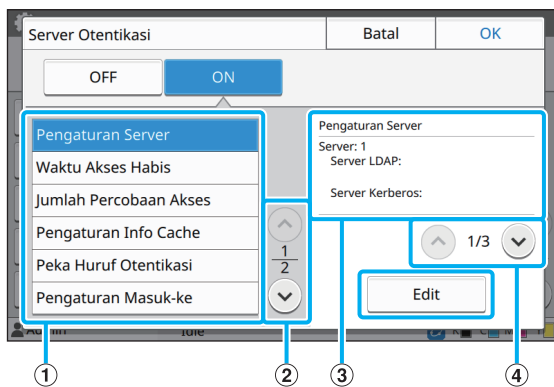 Server Otentikasi
Batal
OK
OFF
ON
Pengaturan Server
Waktu Akses Habis
Jumlah Percobaan Akses
Pengaturan Info Cache
Peka Huruf Otentikasi
Pengaturan Masuk-ke
1
2
Pengaturan Server
Server: 1
Server LDAP:
Server Kerberos:
1/3
Edit
Admin
Idle
K
C
M
Y
1
2
3
4